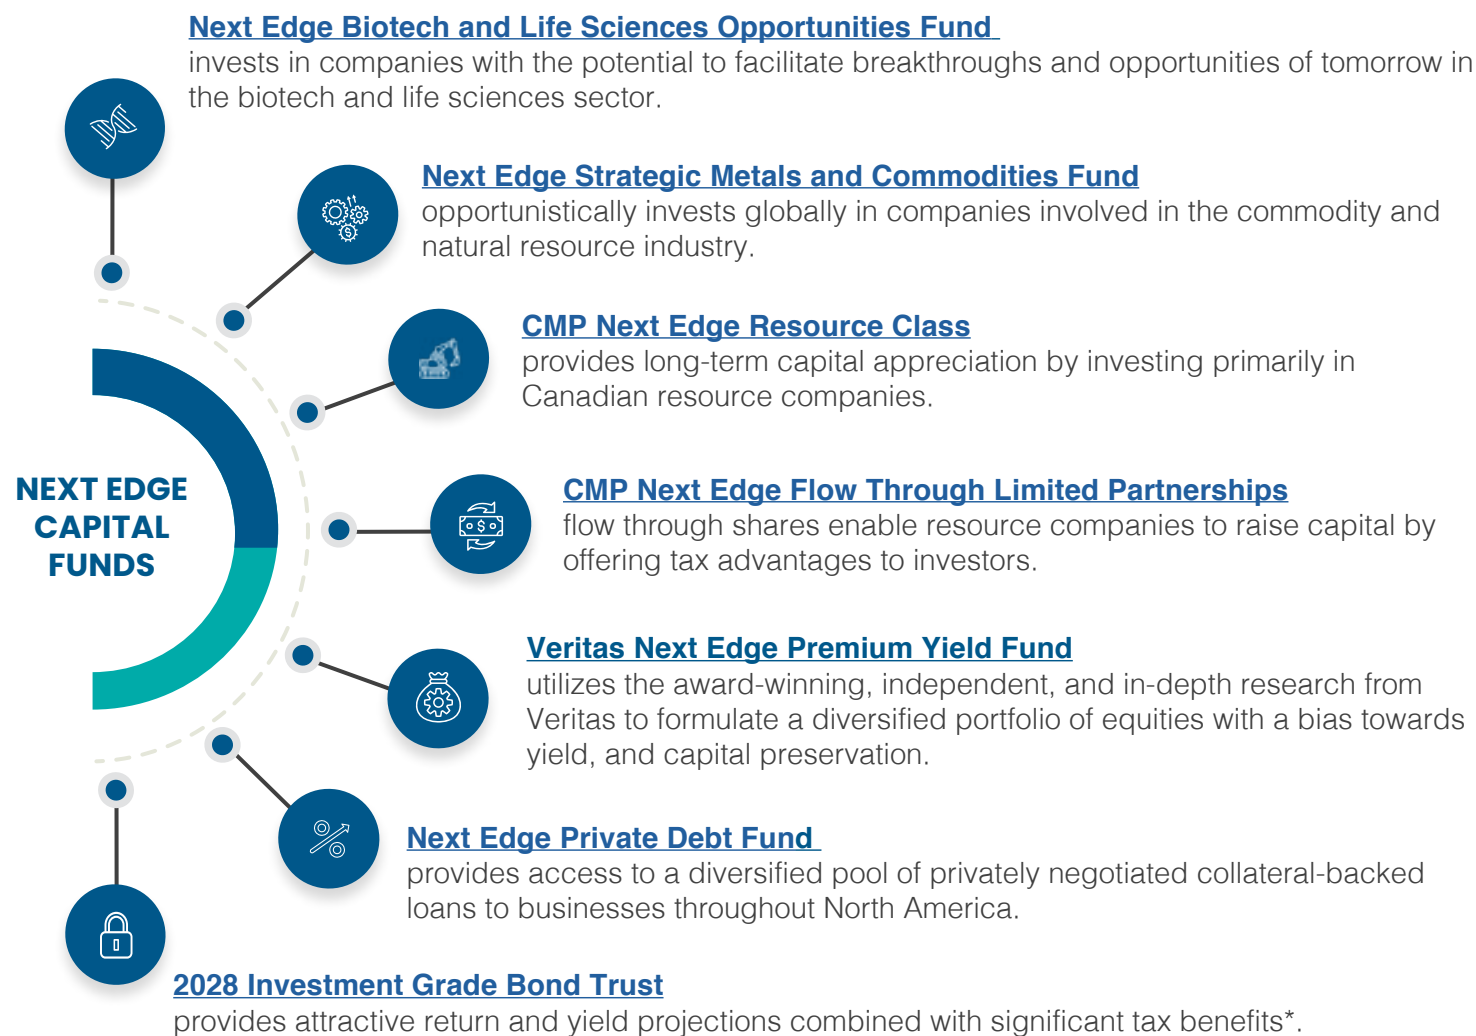 Next Edge Biotech and Life Sciences Opportunities Fund
invests in companies with the potential to facilitate breakthroughs and opportunities of tomorrow in
the biotech and life sciences sector.
Next Edge Strategic Metals and Commodities Fund
opportunistically invests globally in companies involved in the commodity and
natural resource industry.
CMP Next Edge Resource Class
provides long-term capital appreciation by investing primarily in
Canadian resource companies.
NEXT EDGE
CAPITAL
FUNDS
CMP Next Edge Flow Through Limited Partnerships
flow through shares enable resource companies to raise capital by
offering tax advantages to investors.
Veritas Next Edge Premium Yield Fund
utilizes the award-winning, independent, and in-depth research from
Veritas to formulate a diversified portfolio of equities with a bias towards
yield, and capital preservation.
Next Edge Private Debt Fund
provides access to a diversified pool of privately negotiated collateral-backed
loans to businesses throughout North America.
2028 Investment Grade Bond Trust
provides attractive return and yield projections combined with significant tax benefits*.